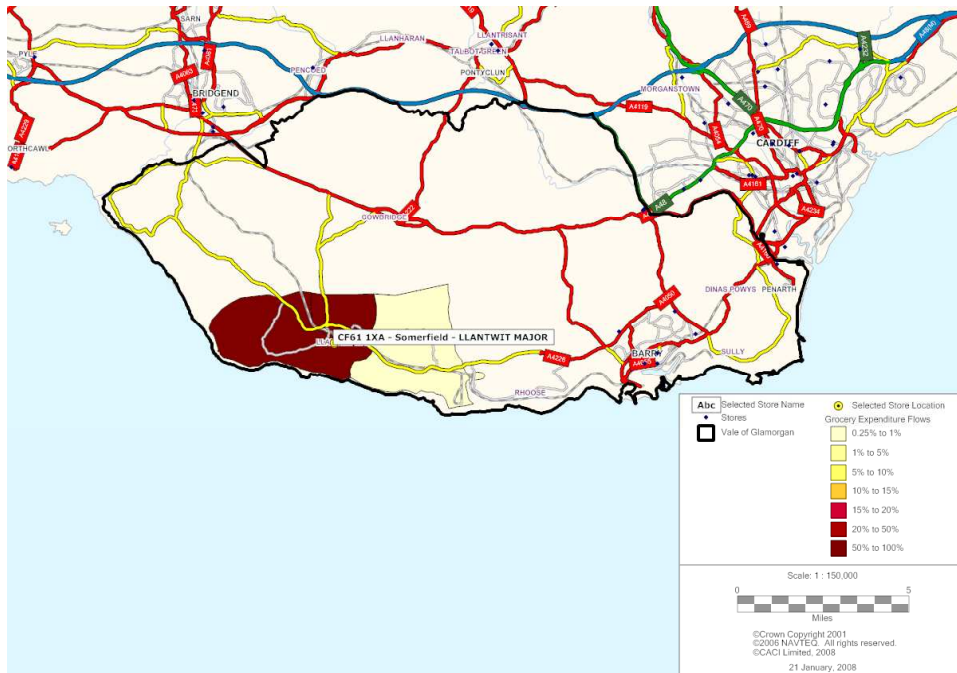 SARN
LLANTRISANT
LLANHARAN
TALBOT GREEN
PYLE
PENCOED
PONTYCLUN
A4063
BRIDGEND
MORGANSTOWN
A470
A4232
A48(M)
A4229
A4119
CARDIFF
A4161
A4234
A48
COWBRIDGE
DINAS POWYS
PENARTH
A4050
CF61 1XA - Somerfield - LLANTWIT MAJOR
A4226
BARRY
SULLY
RHOOSE
Abc Selected Store Name
Stores
Vale of Glamorgan
Selected Store Location
Grocery Expenditure Flows
0.25% to 1%
1% to 5%
5% to 10%
10% to 15%
15% to 20%
20% to 50%
50% to 100%
Scale: 1 : 150,000
0 5
Miles
©Crown Copyright 2001
©2006 NAVTEQ. All rights reserved.
©CACI Limited, 2008
21 January, 2008